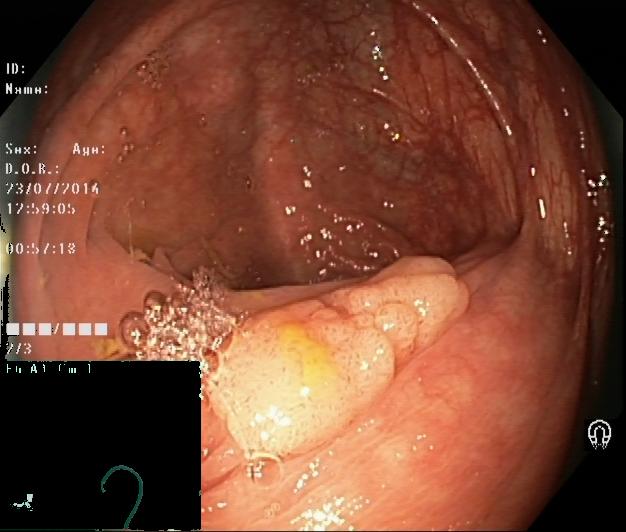 ID:
Name:
Sex: Age:
D.O.B.:
23/07/2014
12:59:05
00:57:18
■■■/■■■
2/3